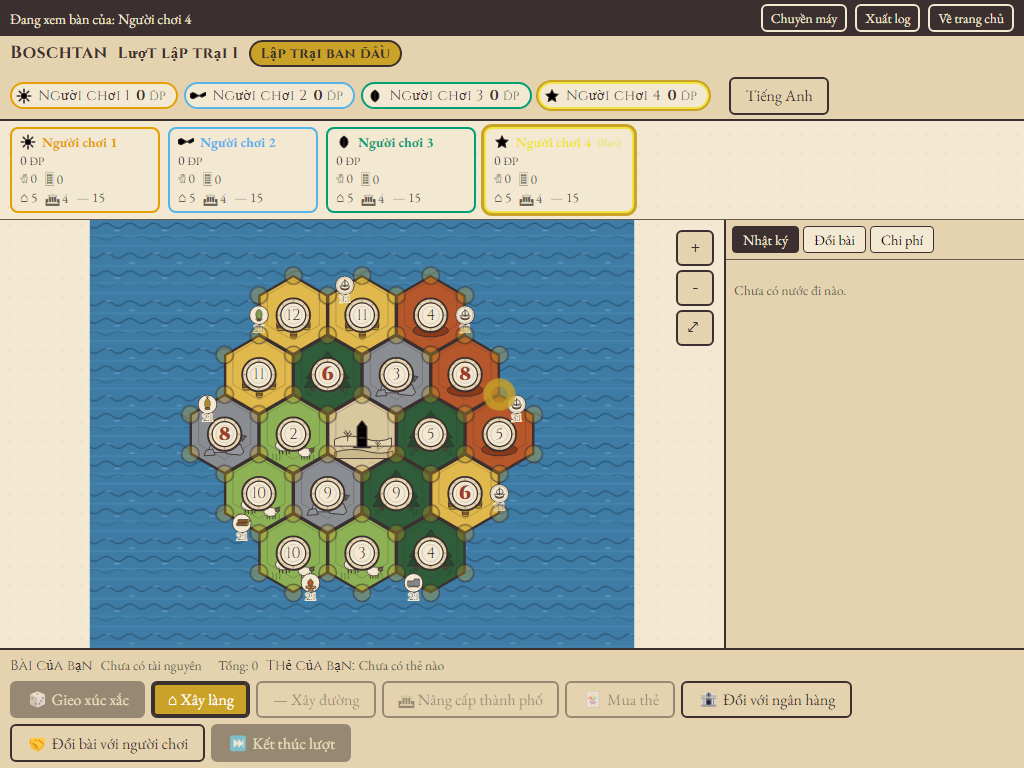 Đang xem bàn của: Người chơi 4
Chuyền máy
Xuất log
Về trang chủ
Boschtan Lượt lập trại 1 Lập trại ban đầu
Người chơi 1 0 ĐP
Người chơi 2 0 ĐP
Người chơi 3 0 ĐP
Người chơi 4 0 ĐP
Tiếng Anh
Người chơi 1
0 ĐP
0 0
5 4 — 15
Người chơi 2
0 ĐP
0 0
5 4 — 15
Người chơi 3
0 ĐP
0 0
5 4 — 15
Người chơi 4 (Bạn)
0 ĐP
0 0
5 4 — 15
+
-
Nhật ký
Đổi bài
Chi phí
Chưa có nước đi nào.
12 11 4
11 6 3 8
8 2 5 5
10 9 9 6
10 3 4
Bài của bạn Chưa có tài nguyên Tổng: 0 Thẻ của bạn: Chưa có thẻ nào
Gieo xúc xắc
Xây làng
— Xây đường
Nâng cấp thành phố
Mua thẻ
Đổi với ngân hàng
Đổi bài với người chơi
Kết thúc lượt